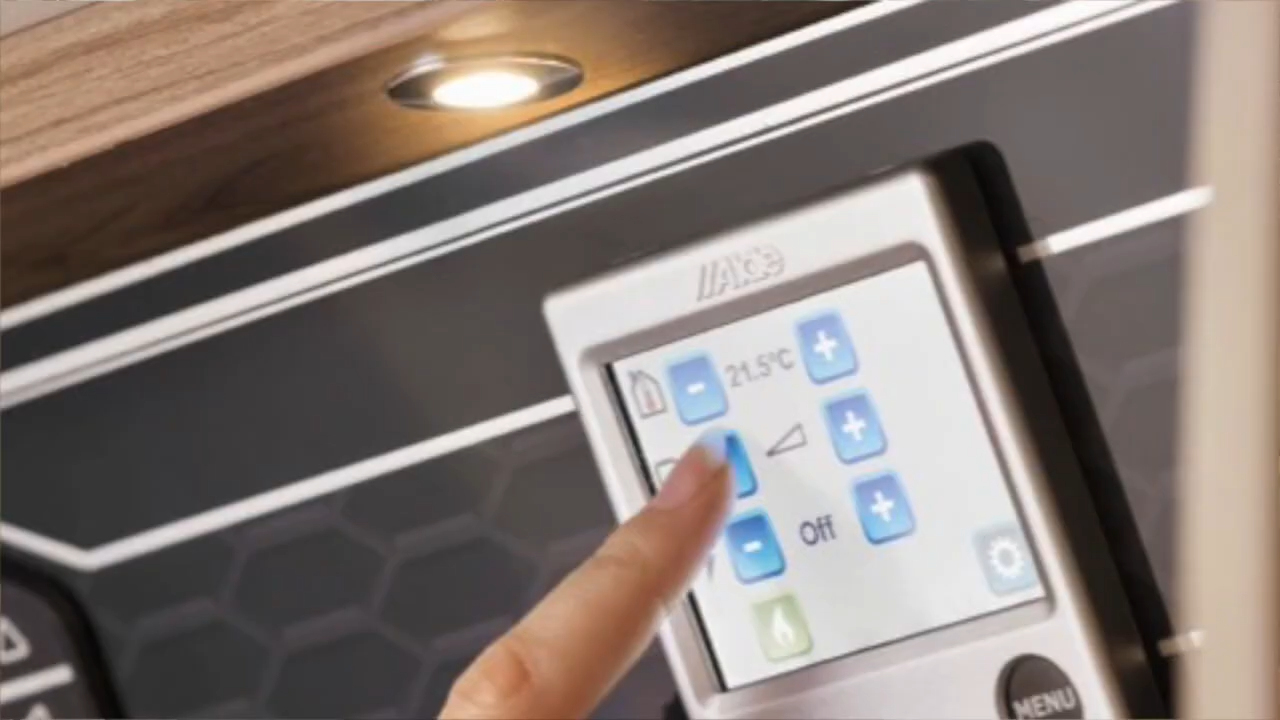 Alde
- 21.5°C +
+
- Off +
MENU